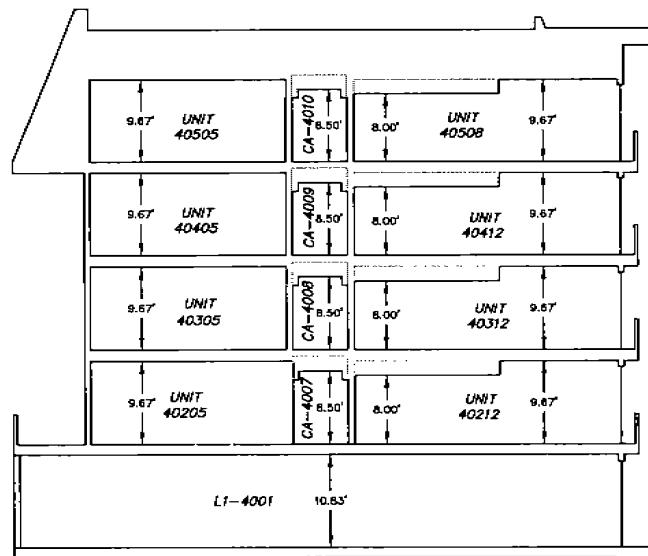 9.67'
UNIT
40505
CA-4010
8.50'
8.00'
UNIT
40508
9.67'
9.67'
UNIT
40405
CA-4009
8.50'
8.00'
UNIT
40412
9.67'
9.67'
UNIT
40305
CA-4008
8.50'
8.00'
UNIT
40312
9.67'
9.67'
UNIT
40205
CA-4007
8.50'
8.00'
UNIT
40212
9.67'
L1-4001
10.83'